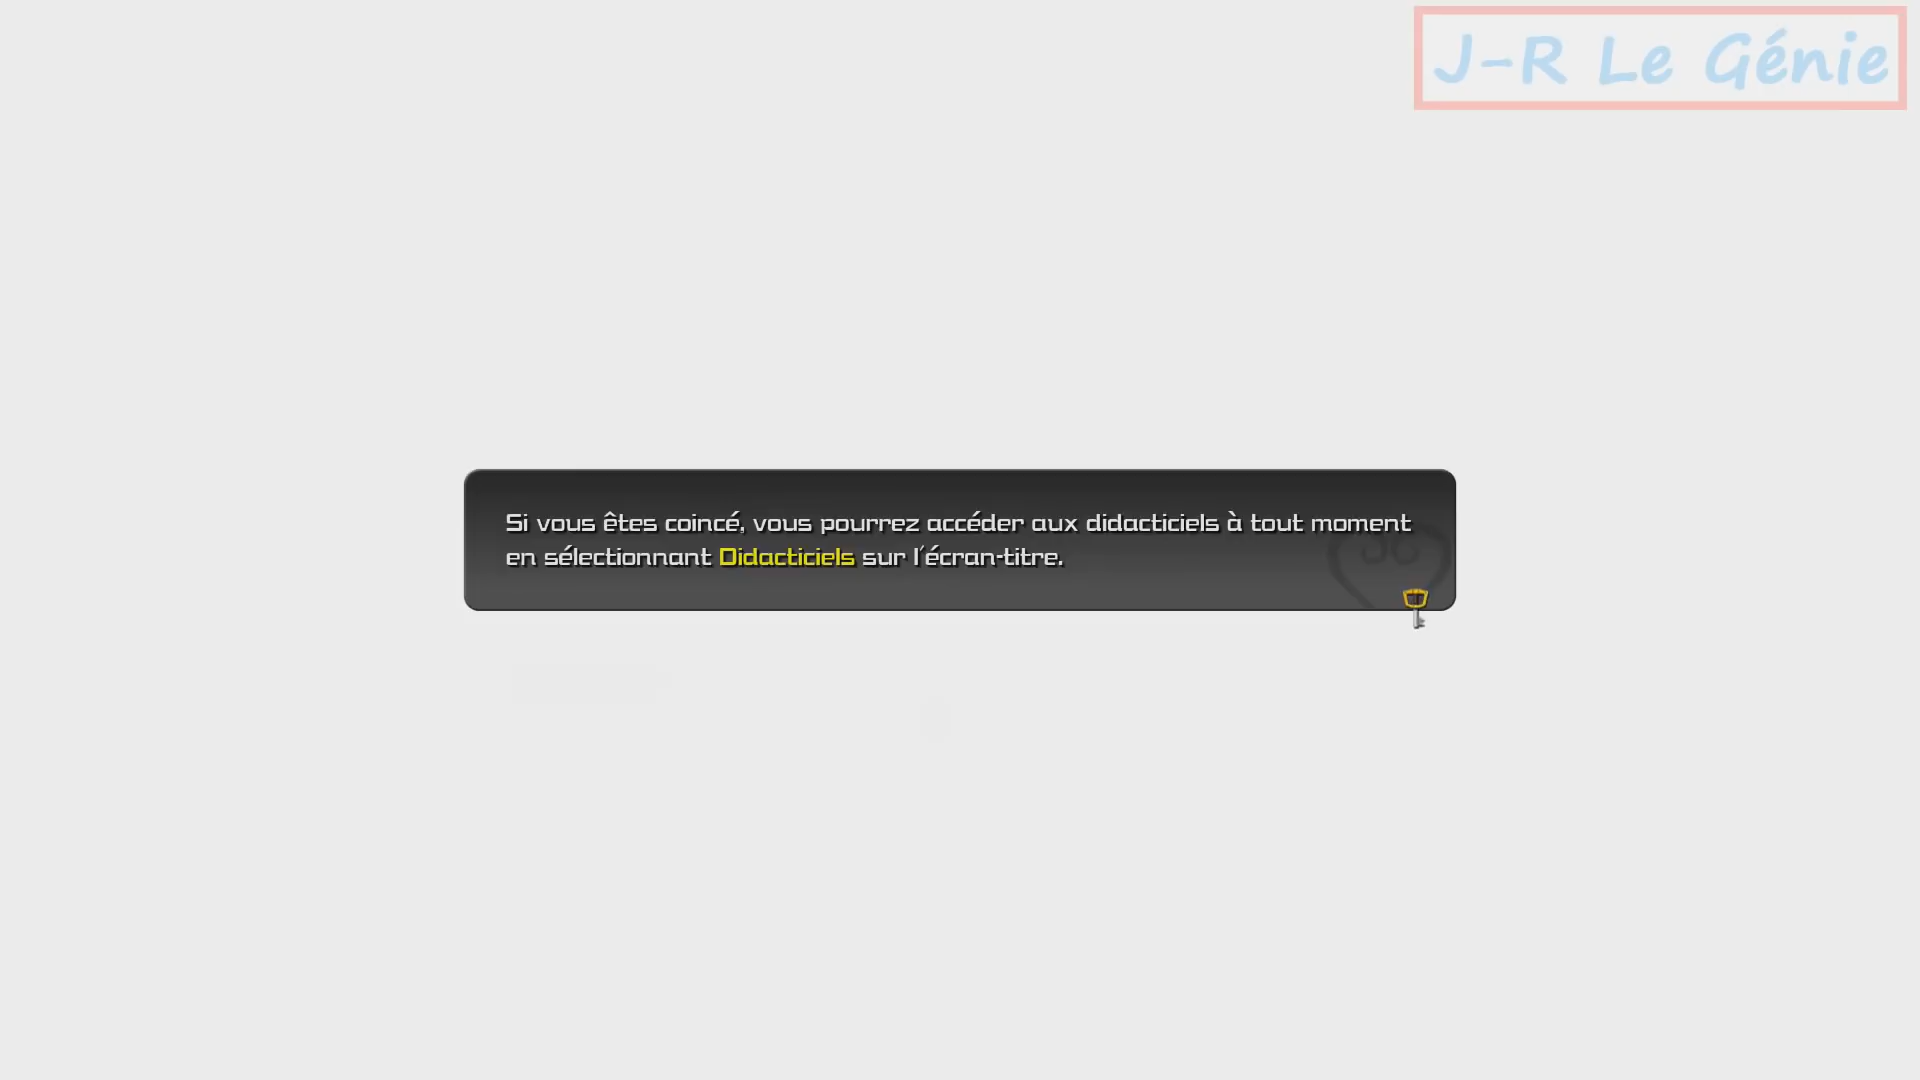 J-R Le Génie
Si vous êtes coincé, vous pourrez accéder aux didacticiels à tout moment
en sélectionnant Didacticiels sur l'écran-titre.